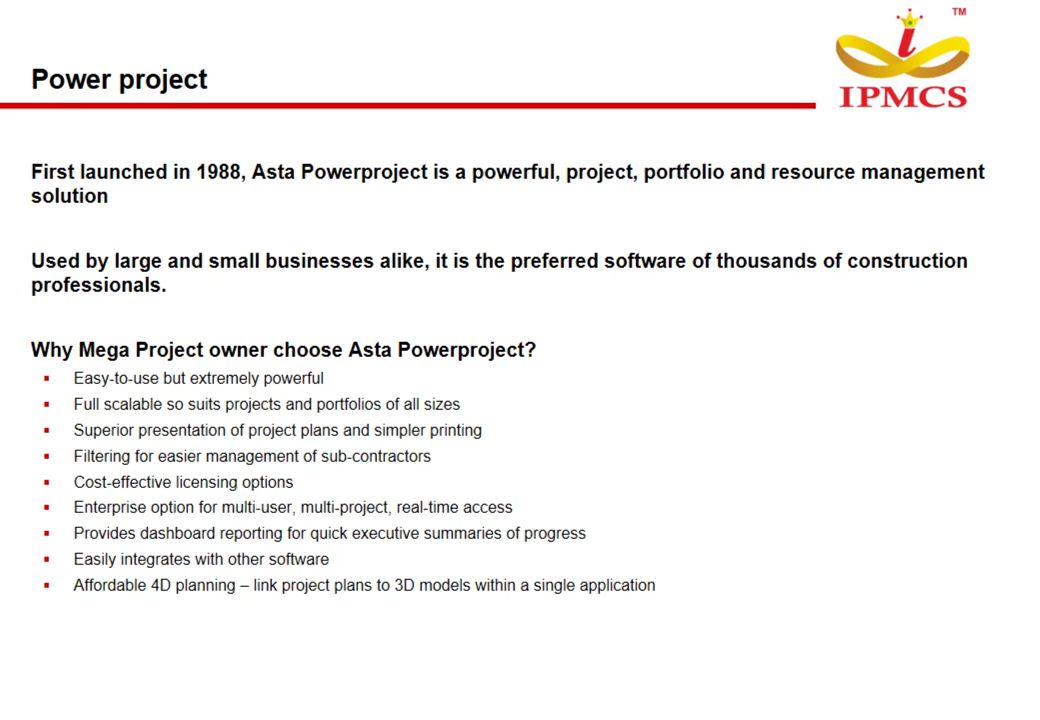 TM
i
IPMCS
Power project
First launched in 1988, Asta Powerproject is a powerful, project, portfolio and resource management
solution
Used by large and small businesses alike, it is the preferred software of thousands of construction
professionals.
Why Mega Project owner choose Asta Powerproject?
▪ Easy-to-use but extremely powerful
▪ Full scalable so suits projects and portfolios of all sizes
▪ Superior presentation of project plans and simpler printing
▪ Filtering for easier management of sub-contractors
▪ Cost-effective licensing options
▪ Enterprise option for multi-user, multi-project, real-time access
▪ Provides dashboard reporting for quick executive summaries of progress
▪ Easily integrates with other software
▪ Affordable 4D planning – link project plans to 3D models within a single application